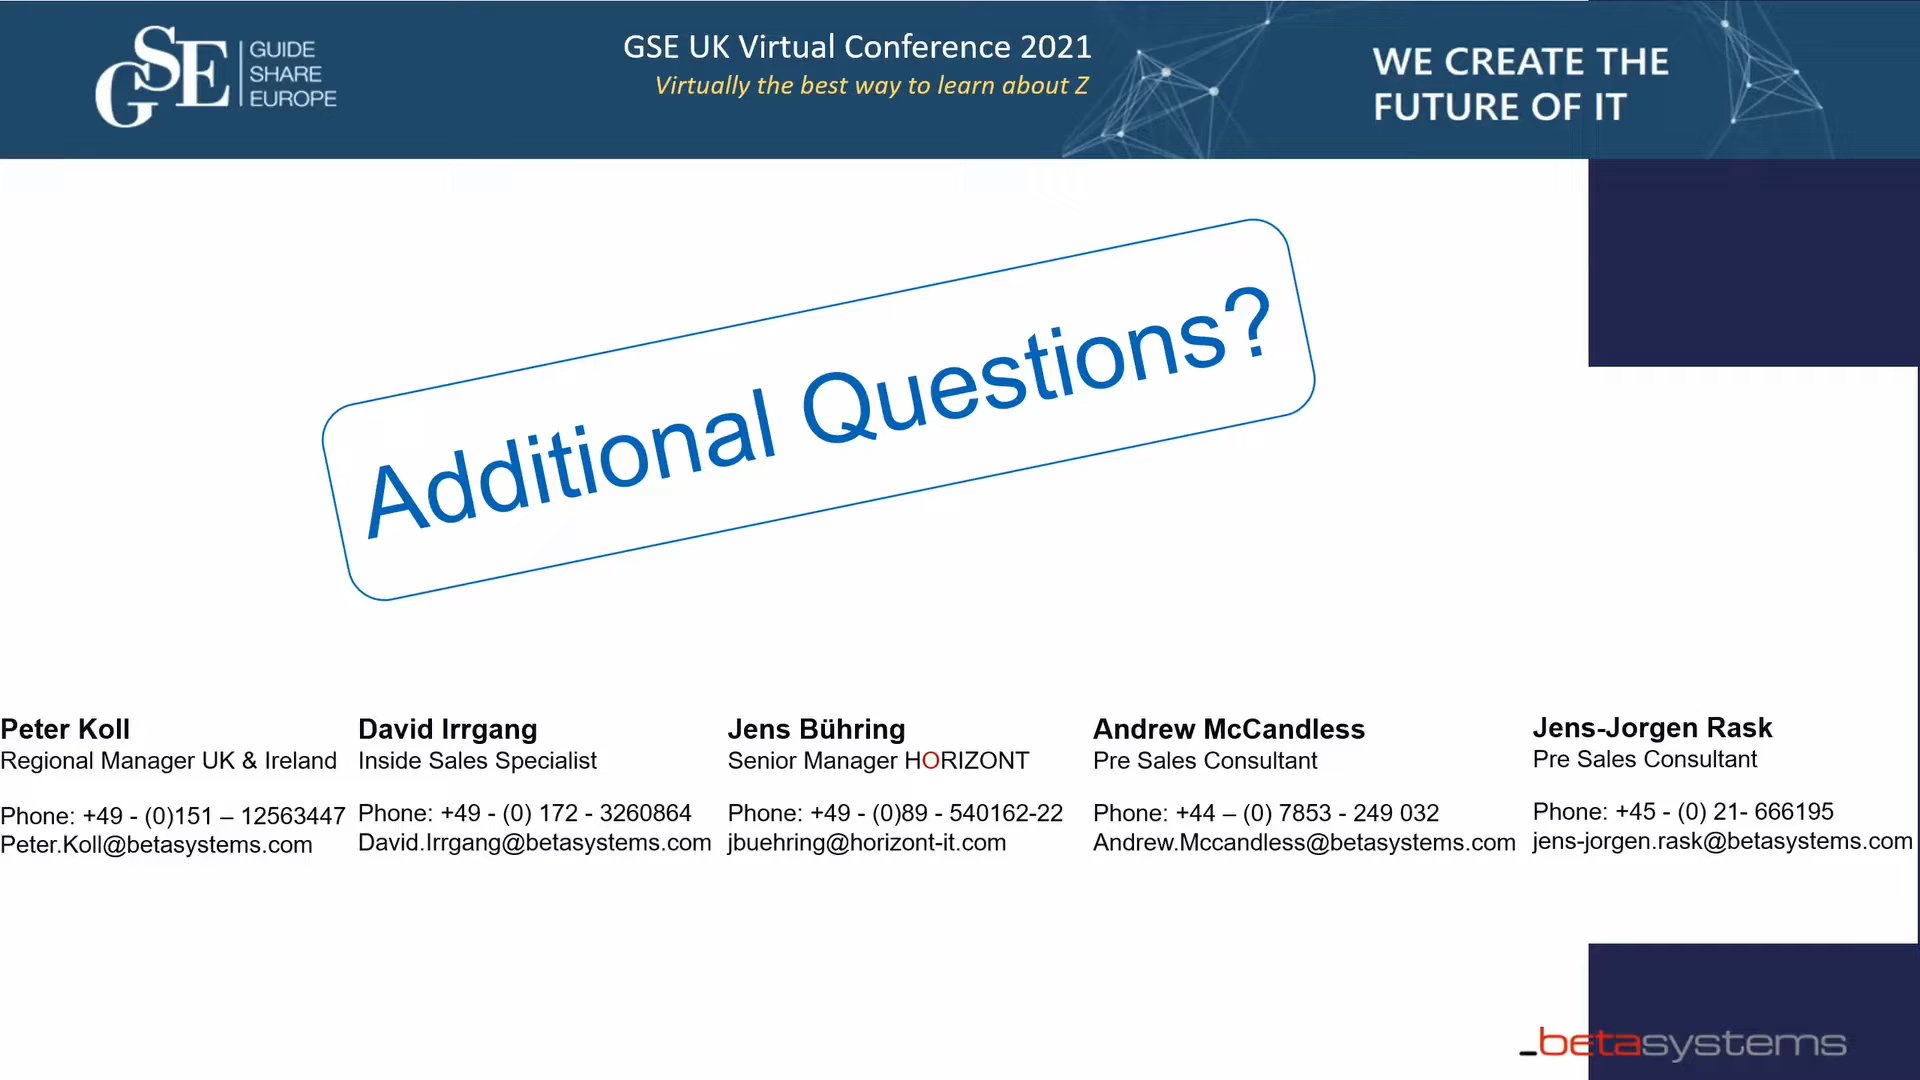 GSE
GUIDE
SHARE
EUROPE
GSE UK Virtual Conference 2021
Virtually the best way to learn about Z
WE CREATE THE
FUTURE OF IT
Additional Questions?
Peter Koll
Regional Manager UK & Ireland
Phone: +49 - (0)151 – 12563447
Peter.Koll@betasystems.com
David Irrgang
Inside Sales Specialist
Phone: +49 - (0) 172 - 3260864
David.Irrgang@betasystems.com
Jens Bühring
Senior Manager HORIZONT
Phone: +49 - (0)89 - 540162-22
jbuehring@horizont-it.com
Andrew McCandless
Pre Sales Consultant
Phone: +44 – (0) 7853 - 249 032
Andrew.Mccandless@betasystems.com
Jens-Jorgen Rask
Pre Sales Consultant
Phone: +45 - (0) 21- 666195
jens-jorgen.rask@betasystems.com
_betasystems